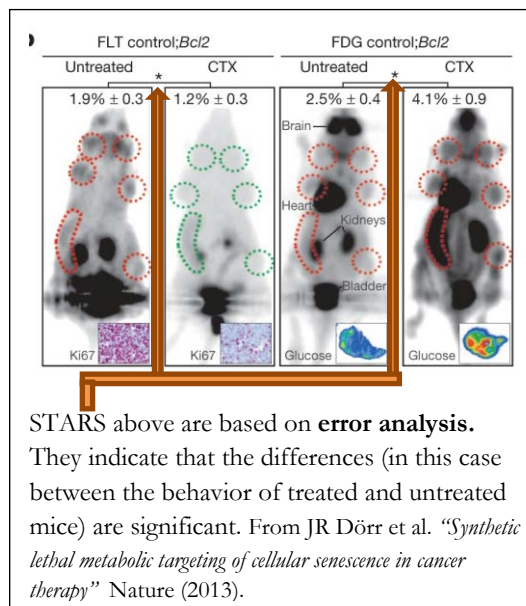 FLT control;Bcl2
FDG control;Bcl2
Untreated * CTX
Untreated * CTX
1.9% ± 0.3 1.2% ± 0.3
2.5% ± 0.4 4.1% ± 0.9
Brain
Heart
Kidneys
Bladder
Ki67
Ki67
Glucose
Glucose
STARS above are based on error analysis.
They indicate that the differences (in this case
between the behavior of treated and untreated
mice) are significant. From JR Dörr et al. “Synthetic
lethal metabolic targeting of cellular senescence in cancer
therapy” Nature (2013).